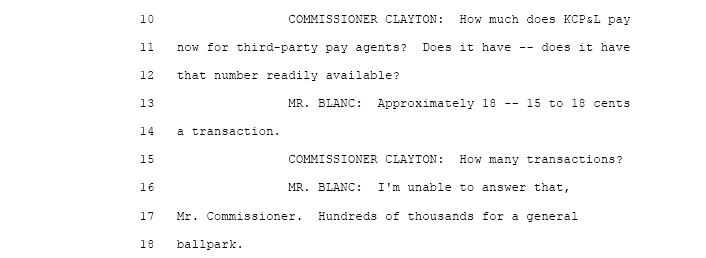 10 COMMISSIONER CLAYTON: How much does KCP&L pay
11 now for third-party pay agents? Does it have -- does it have
12 that number readily available?
13 MR. BLANC: Approximately 18 -- 15 to 18 cents
14 a transaction.
15 COMMISSIONER CLAYTON: How many transactions?
16 MR. BLANC: I'm unable to answer that,
17 Mr. Commissioner. Hundreds of thousands for a general
18 ballpark.